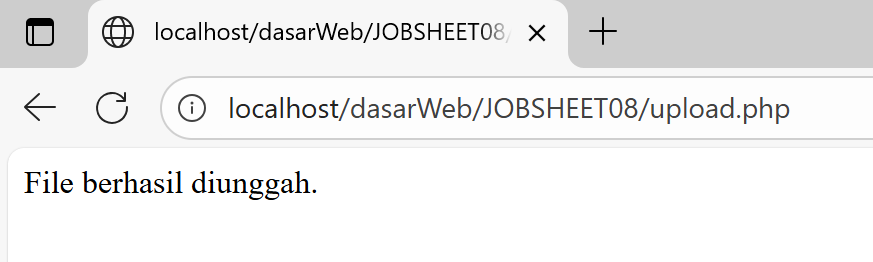 localhost/dasarWeb/JOBSHEET08/
localhost/dasarWeb/JOBSHEET08/upload.php
File berhasil diunggah.